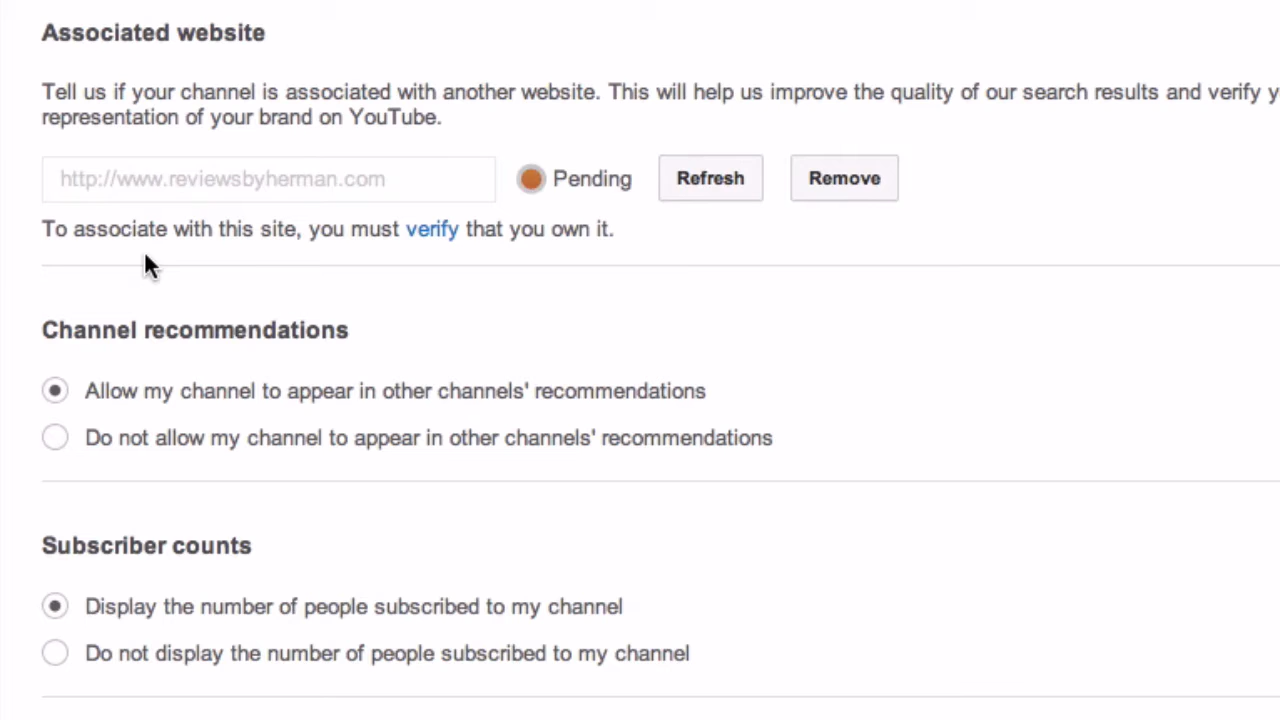 Associated website
Tell us if your channel is associated with another website. This will help us improve the quality of our search results and verify
representation of your brand on YouTube.
http://www.reviewsbyherman.com Pending Refresh Remove
To associate with this site, you must verify that you own it.
Channel recommendations
Allow my channel to appear in other channels' recommendations
Do not allow my channel to appear in other channels' recommendations
Subscriber counts
Display the number of people subscribed to my channel
Do not display the number of people subscribed to my channel